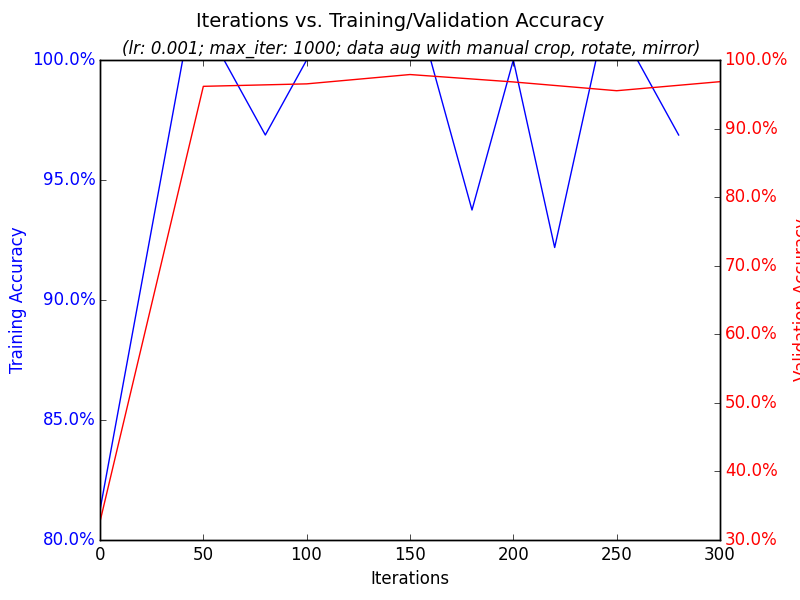 Iterations vs. Training/Validation Accuracy
(lr: 0.001; max_iter: 1000; data aug with manual crop, rotate, mirror)
100.0%
95.0%
90.0%
85.0%
80.0%
Training Accuracy
100.0%
90.0%
80.0%
70.0%
60.0%
50.0%
40.0%
30.0%
Validation Accuracy
0 50 100 150 200 250 300
Iterations